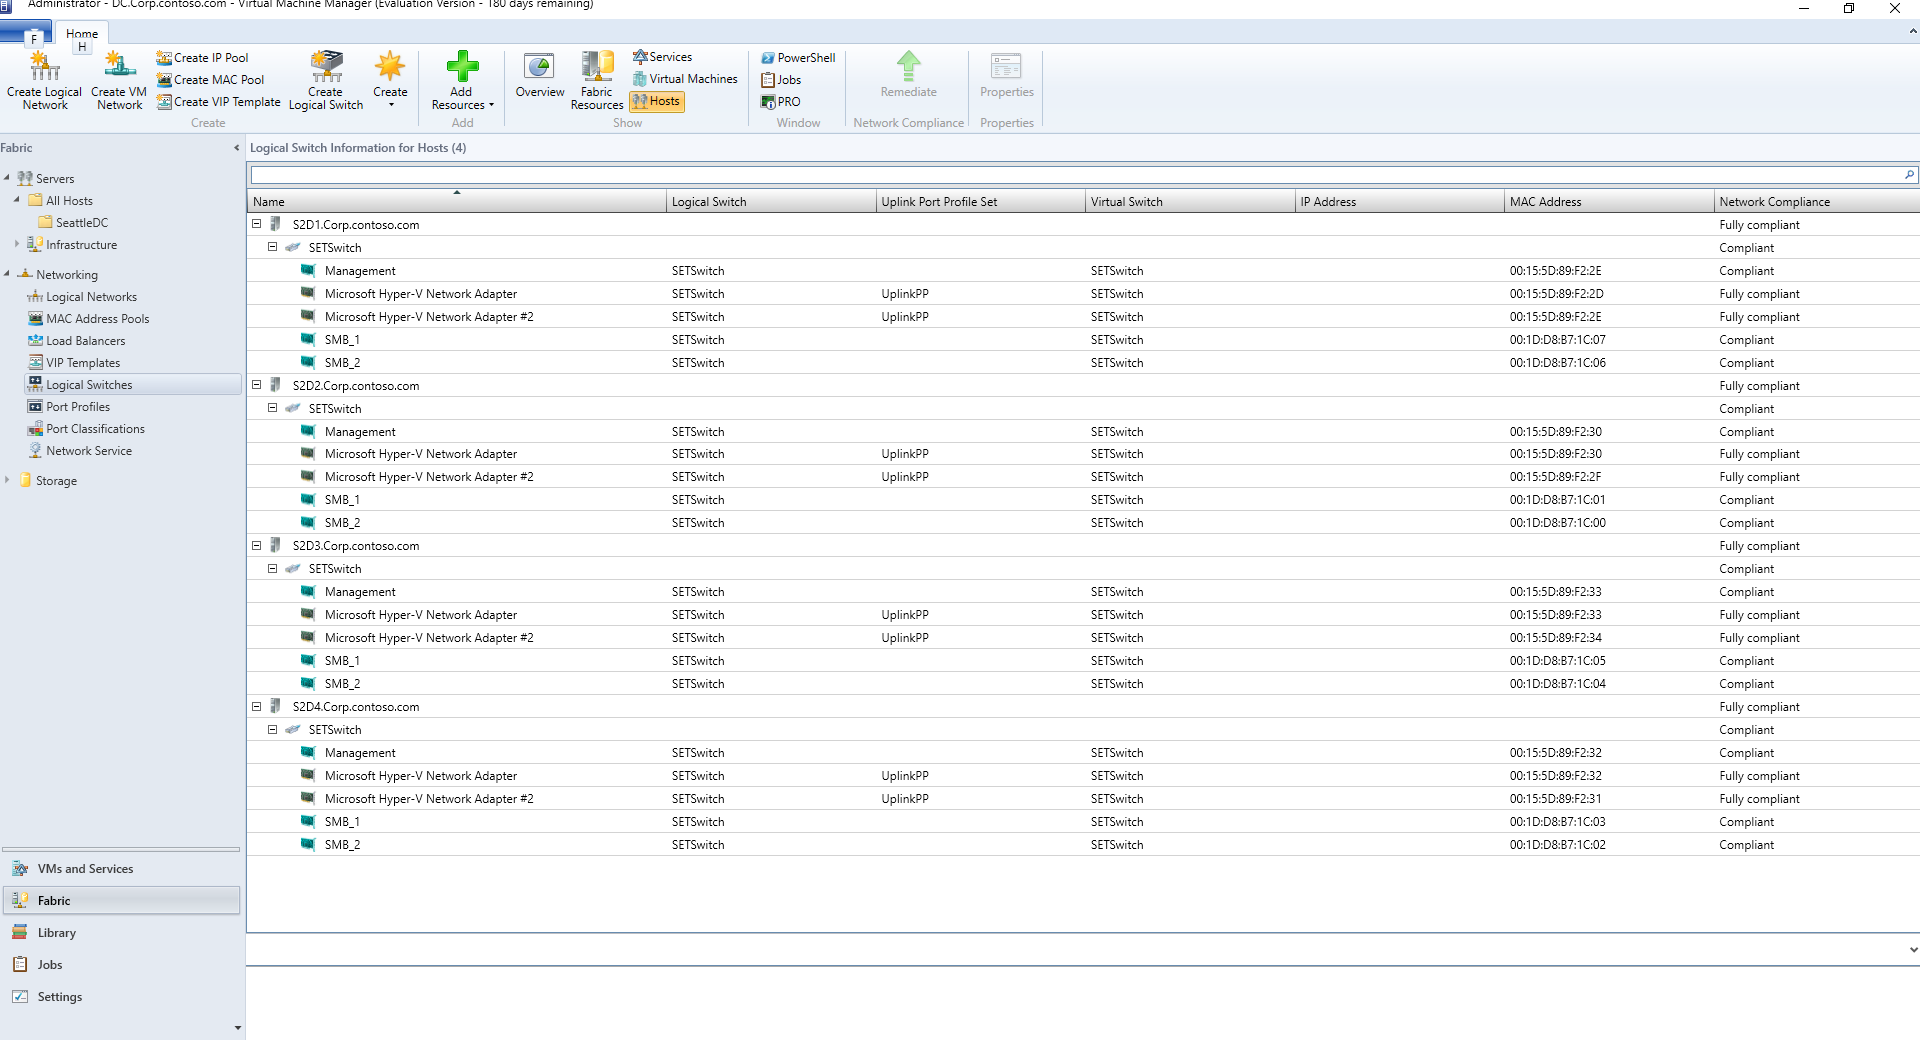 Administrator - DC.Corp.contoso.com - Virtual Machine Manager (Evaluation Version - 180 days remaining)
F
Home
H
Create Logical Network
Create VM Network
Create IP Pool
Create MAC Pool
Create VIP Template
Create Logical Switch
Create
Create
Add Resources
Add
Overview
Fabric Resources
Services
Virtual Machines
Hosts
Show
PowerShell
Jobs
PRO
Window
Remediate
Network Compliance
Properties
Properties
Fabric
Servers
All Hosts
SeattleDC
Infrastructure
Networking
Logical Networks
MAC Address Pools
Load Balancers
VIP Templates
Logical Switches
Port Profiles
Port Classifications
Network Service
Storage
VMs and Services
Fabric
Library
Jobs
Settings
Logical Switch Information for Hosts (4)
Name Logical Switch Uplink Port Profile Set Virtual Switch IP Address MAC Address Network Compliance
S2D1.Corp.contoso.com Fully compliant
SETSwitch Compliant
Management SETSwitch SETSwitch 00:15:5D:89:F2:2E Compliant
Microsoft Hyper-V Network Adapter SETSwitch UplinkPP SETSwitch 00:15:5D:89:F2:2D Fully compliant
Microsoft Hyper-V Network Adapter #2 SETSwitch UplinkPP SETSwitch 00:15:5D:89:F2:2E Fully compliant
SMB_1 SETSwitch SETSwitch 00:1D:D8:B7:1C:07 Compliant
SMB_2 SETSwitch SETSwitch 00:1D:D8:B7:1C:06 Compliant
S2D2.Corp.contoso.com Fully compliant
SETSwitch Compliant
Management SETSwitch SETSwitch 00:15:5D:89:F2:30 Compliant
Microsoft Hyper-V Network Adapter SETSwitch UplinkPP SETSwitch 00:15:5D:89:F2:30 Fully compliant
Microsoft Hyper-V Network Adapter #2 SETSwitch UplinkPP SETSwitch 00:15:5D:89:F2:2F Fully compliant
SMB_1 SETSwitch SETSwitch 00:1D:D8:B7:1C:01 Compliant
SMB_2 SETSwitch SETSwitch 00:1D:D8:B7:1C:00 Compliant
S2D3.Corp.contoso.com Fully compliant
SETSwitch Compliant
Management SETSwitch SETSwitch 00:15:5D:89:F2:33 Compliant
Microsoft Hyper-V Network Adapter SETSwitch UplinkPP SETSwitch 00:15:5D:89:F2:33 Fully compliant
Microsoft Hyper-V Network Adapter #2 SETSwitch UplinkPP SETSwitch 00:15:5D:89:F2:34 Fully compliant
SMB_1 SETSwitch SETSwitch 00:1D:D8:B7:1C:05 Compliant
SMB_2 SETSwitch SETSwitch 00:1D:D8:B7:1C:04 Compliant
S2D4.Corp.contoso.com Fully compliant
SETSwitch Compliant
Management SETSwitch SETSwitch 00:15:5D:89:F2:32 Compliant
Microsoft Hyper-V Network Adapter SETSwitch UplinkPP SETSwitch 00:15:5D:89:F2:32 Fully compliant
Microsoft Hyper-V Network Adapter #2 SETSwitch UplinkPP SETSwitch 00:15:5D:89:F2:31 Fully compliant
SMB_1 SETSwitch SETSwitch 00:1D:D8:B7:1C:03 Compliant
SMB_2 SETSwitch SETSwitch 00:1D:D8:B7:1C:02 Compliant